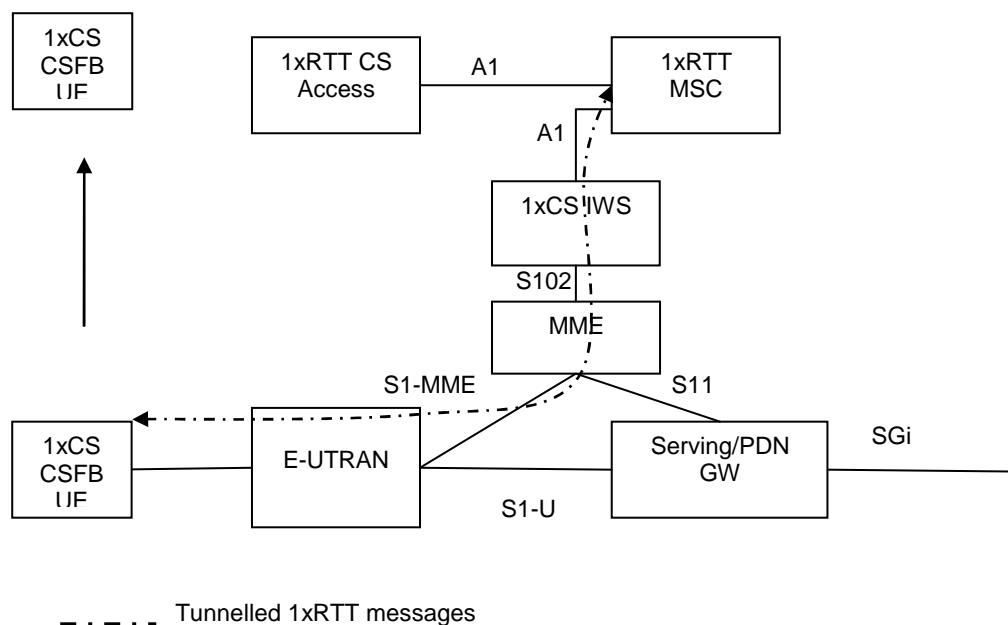 1xCS
CSFB
UE
1xRTT CS
Access
A1
1xRTT
MSC
A1
1xCS IWS
S102
MME
S1-MME
S11
1xCS
CSFB
UE
E-UTRAN
Serving/PDN
GW
SGi
S1-U
Tunnelled 1xRTT messages